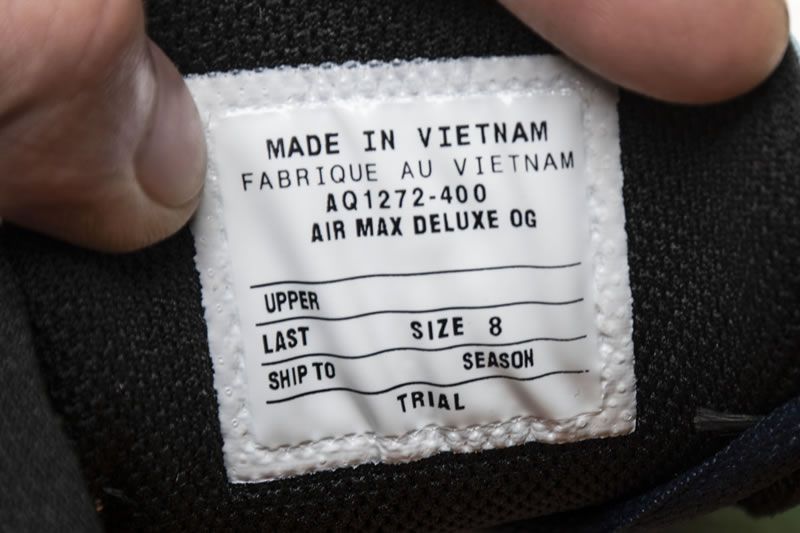 MADE IN VIETNAM
FABRIQUE AU VIETNAM
AQ1272-400
AIR MAX DELUXE OG
UPPER
LAST SIZE 8
SHIP TO SEASON
TRIAL